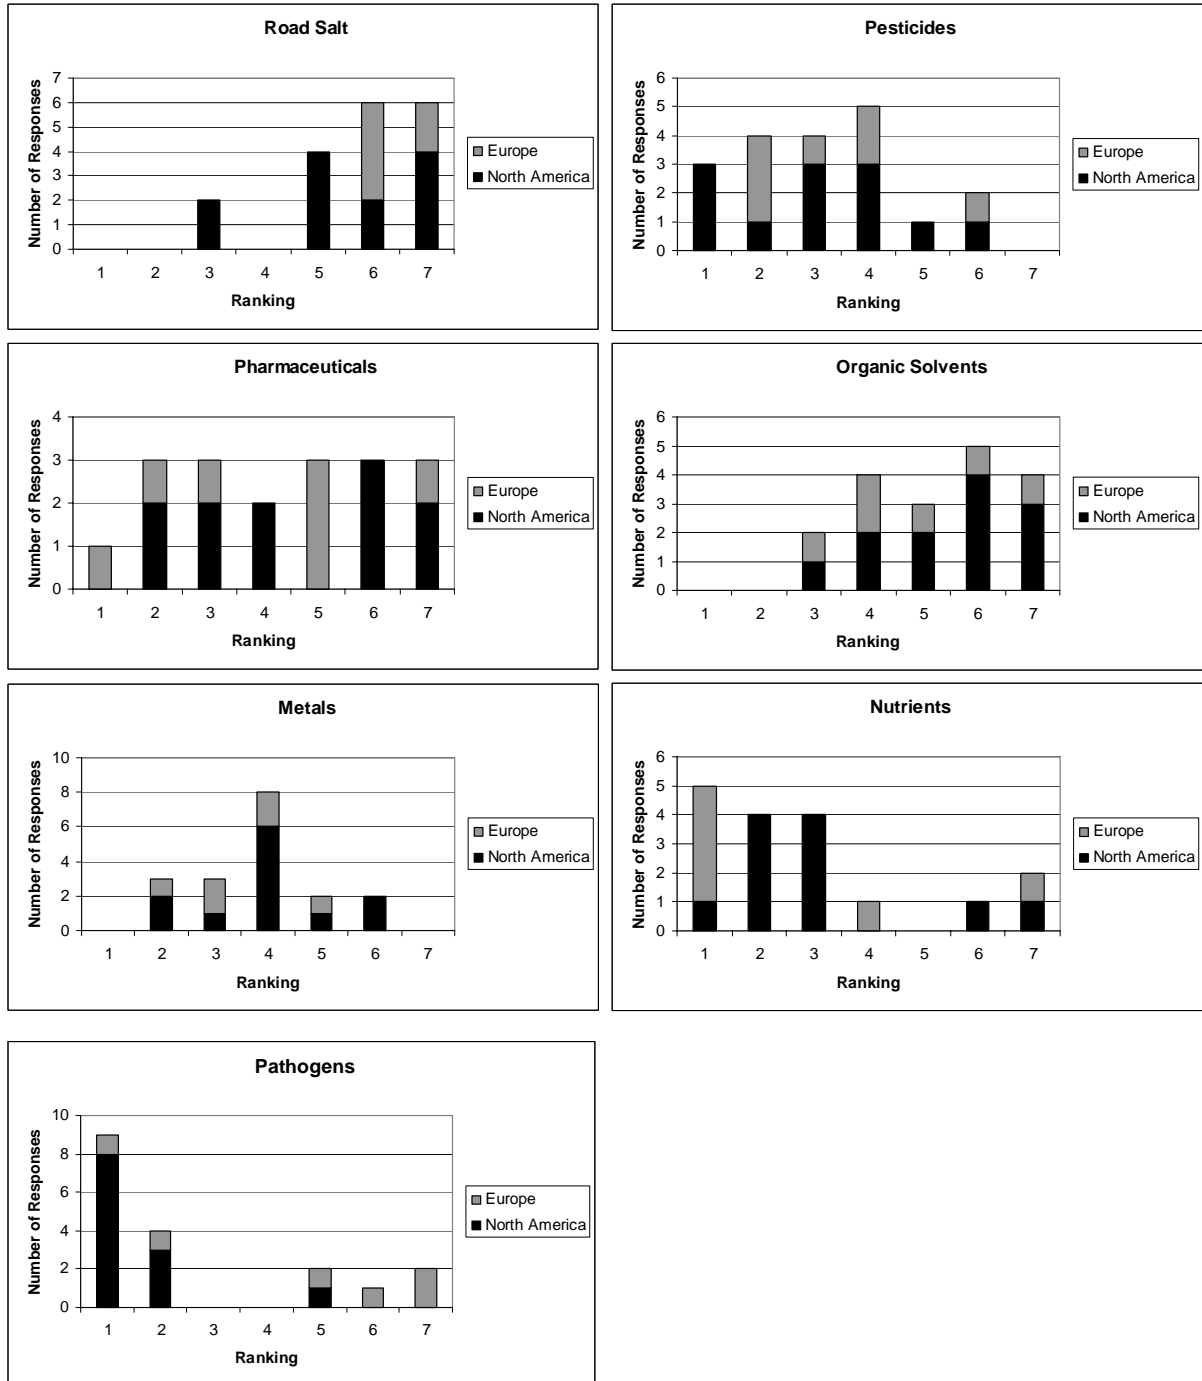 Road Salt
Number of Responses
7
6
5
4
3
2
1
0
1 2 3 4 5 6 7
Ranking
Europe
North America
Pesticides
Number of Responses
6
5
4
3
2
1
0
1 2 3 4 5 6 7
Ranking
Europe
North America
Pharmaceuticals
Number of Responses
4
3
2
1
0
1 2 3 4 5 6 7
Ranking
Europe
North America
Organic Solvents
Number of Responses
6
5
4
3
2
1
0
1 2 3 4 5 6 7
Ranking
Europe
North America
Metals
Number of Responses
10
8
6
4
2
0
1 2 3 4 5 6 7
Ranking
Europe
North America
Nutrients
Number of Responses
6
5
4
3
2
1
0
1 2 3 4 5 6 7
Ranking
Europe
North America
Pathogens
Number of Responses
10
8
6
4
2
0
1 2 3 4 5 6 7
Ranking
Europe
North America